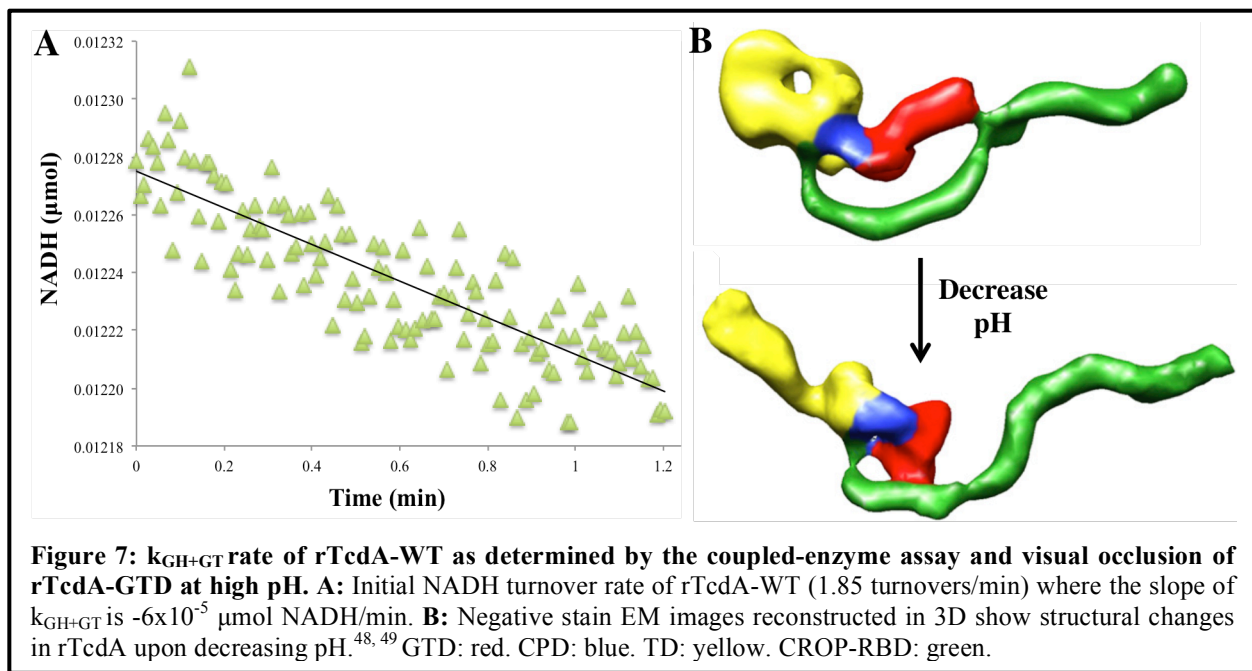 A
B
0.01232
0.01230
0.01228
0.01226
0.01224
0.01222
0.01220
0.01218
NADH (µmol)
0 0.2 0.4 0.6 0.8 1 1.2
Time (min)
Decrease
pH
Figure 7: kGH+GT rate of rTcdA-WT as determined by the coupled-enzyme assay and visual occlusion of
rTcdA-GTD at high pH. A: Initial NADH turnover rate of rTcdA-WT (1.85 turnovers/min) where the slope of
kGH+GT is -6x10-5 µmol NADH/min. B: Negative stain EM images reconstructed in 3D show structural changes
in rTcdA upon decreasing pH.48, 49 GTD: red. CPD: blue. TD: yellow. CROP-RBD: green.